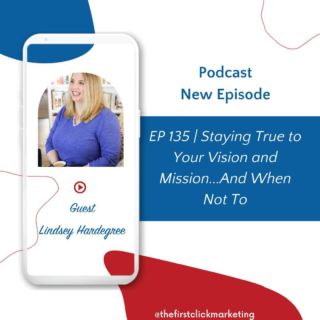 Podcast
New Episode
EP 135 | Staying True to
Your Vision and
Mission...And When
Not To
Guest
Lindsey Hardegree
@thefirstclickmarketing